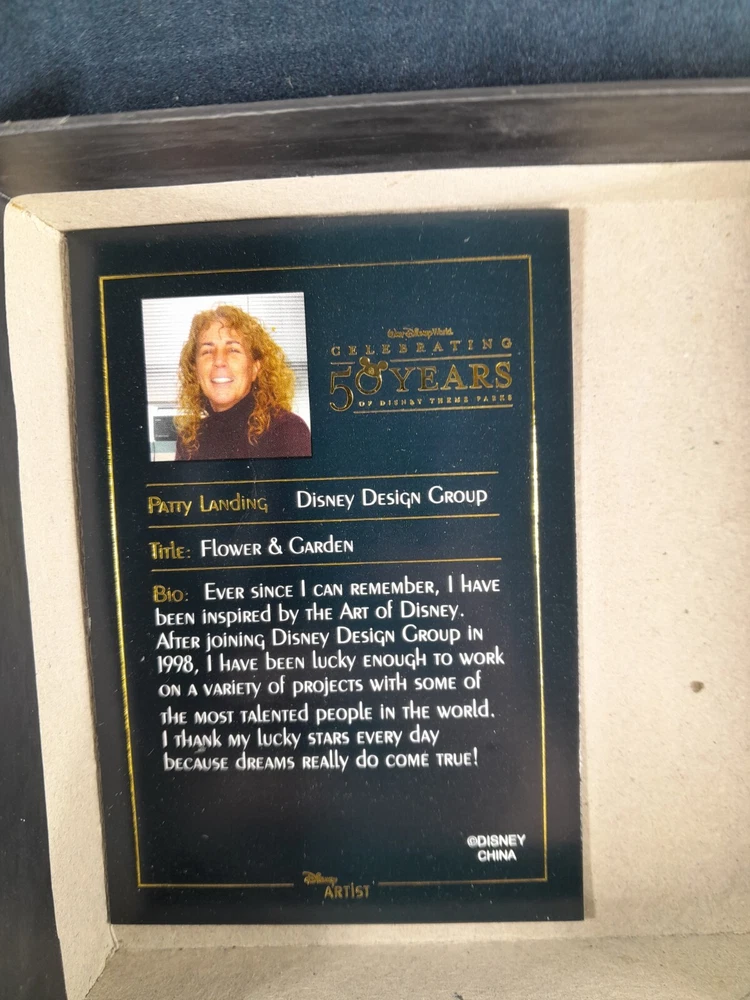 Walt Disney World
CELEBRATING
50 YEARS
OF DISNEY THEME PARKS
Patty Landing Disney Design Group
Title: Flower & Garden
Bio: Ever since I can remember, I have
been inspired by the Art of Disney.
After joining Disney Design Group in
1998, I have been lucky enough to work
on a variety of projects with some of
the most talented people in the world.
I thank my lucky stars every day
because dreams really do come true!
©DISNEY
CHINA
Disney
ARTIST